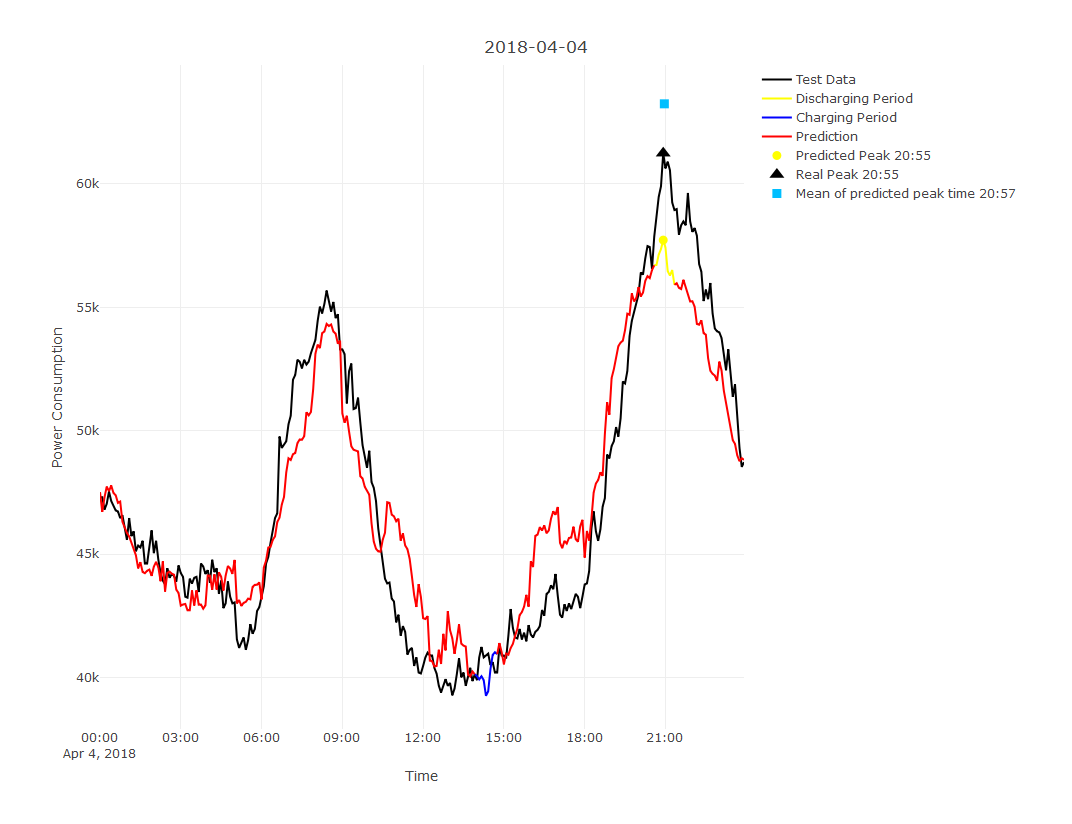 2018-04-04
Test Data
Discharging Period
Charging Period
Prediction
Predicted Peak 20:55
Real Peak 20:55
Mean of predicted peak time 20:57
Power Consumption
60k
55k
50k
45k
40k
00:00 03:00 06:00 09:00 12:00 15:00 18:00 21:00
Apr 4, 2018
Time